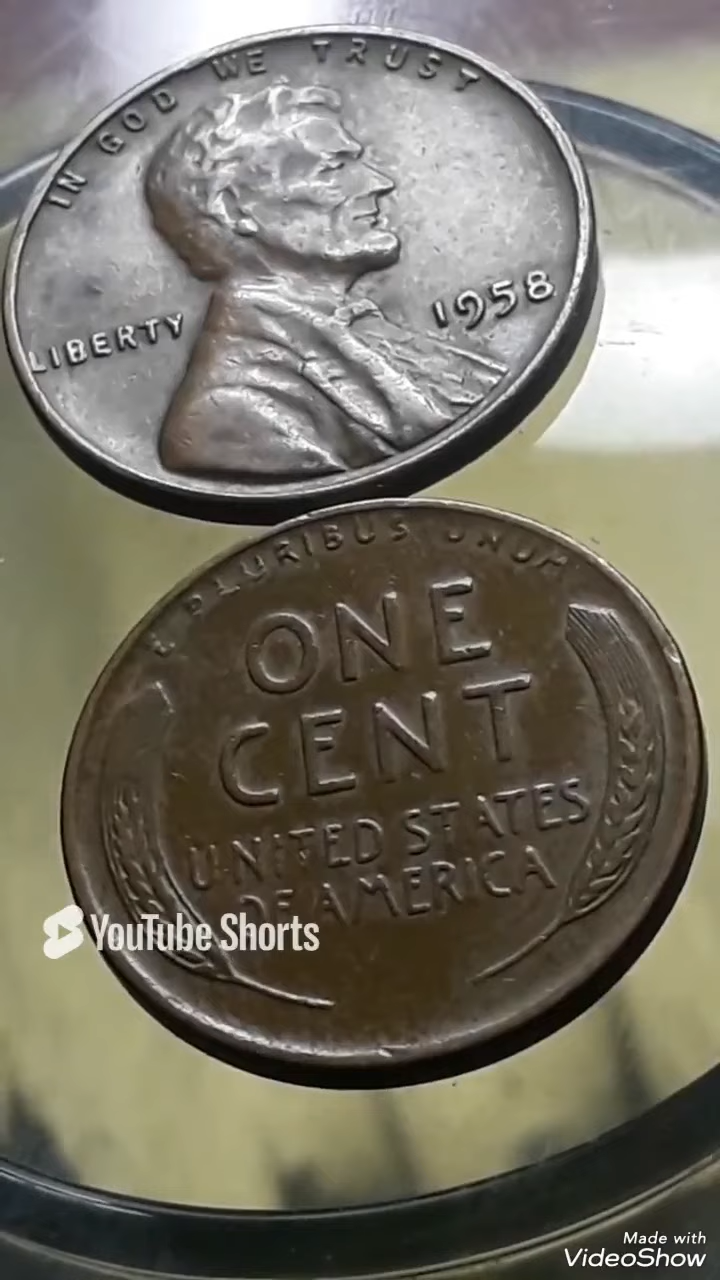 IN GOD WE TRUST
LIBERTY
1958
E PLURIBUS UNUM
ONE
CENT
UNITED STATES
OF AMERICA
YouTube Shorts
Made with
VideoShow